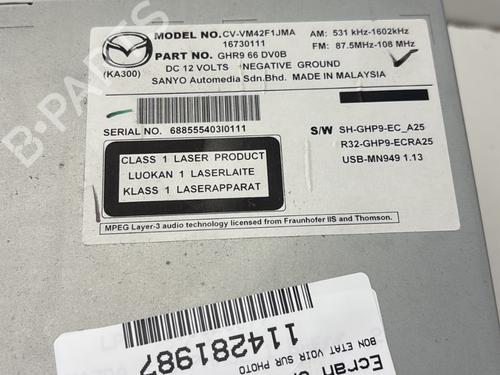 MODEL NO.CV-VM42F1JMA AM: 531 kHz-1602kHz
16730111 FM: 87.5MHz-108 MHz
PART NO. GHR9 66 DV0B
(KA300) DC 12 VOLTS NEGATIVE GROUND
SANYO Automedia Sdn.Bhd. MADE IN MALAYSIA
SERIAL NO. 688555403I0111
S/W SH-GHP9-EC_A25
R32-GHP9-ECRA25
USB-MN949 1.13
CLASS 1 LASER PRODUCT
LUOKAN 1 LASERLAITE
KLASS 1 LASERAPPARAT
MPEG Layer-3 audio technology licensed from Fraunhofer IIS and Thomson.
114281987
BON ETAT VOIR SUR PHOTO
Ecran